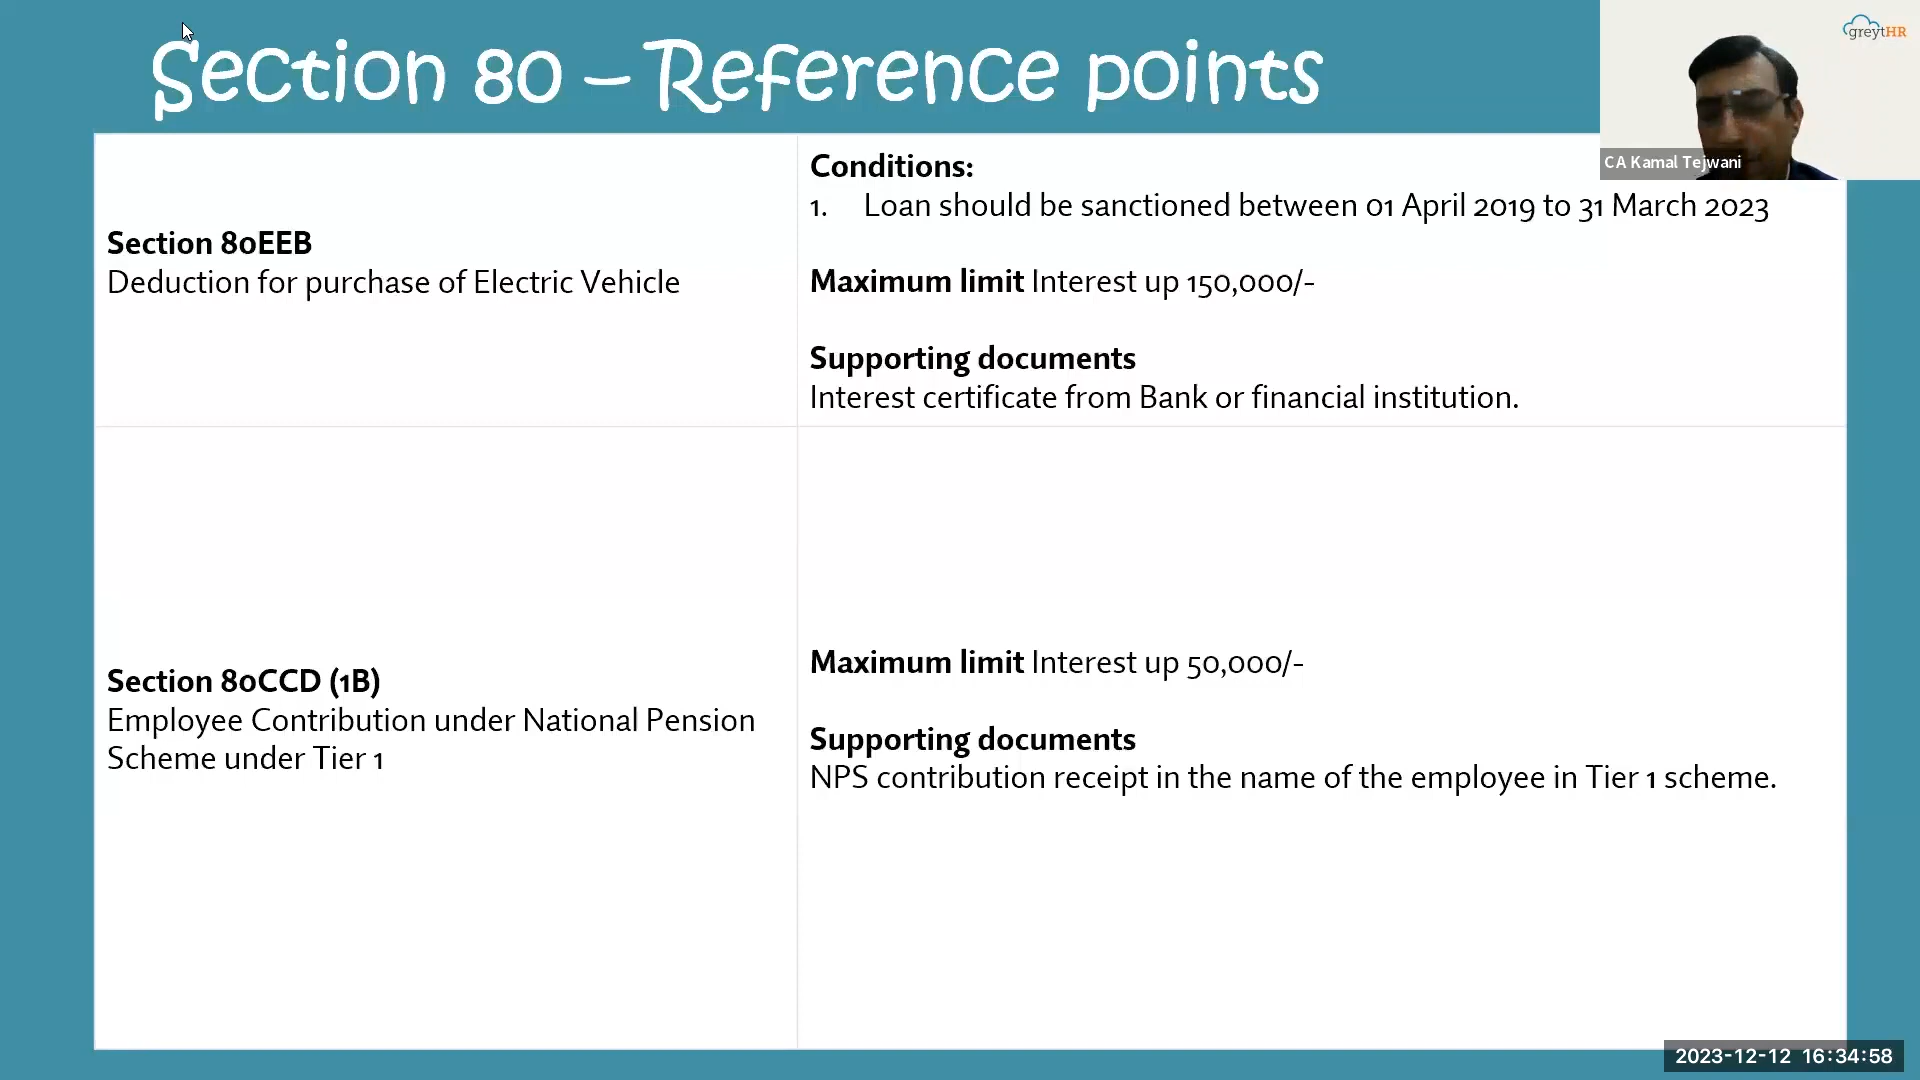 Section 80 – Reference points
greytHR
CA Kamal Tejwani
Section 80EEB
Deduction for purchase of Electric Vehicle
Conditions:
1. Loan should be sanctioned between 01 April 2019 to 31 March 2023
Maximum limit Interest up 150,000/-
Supporting documents
Interest certificate from Bank or financial institution.
Section 80CCD (1B)
Employee Contribution under National Pension
Scheme under Tier 1
Maximum limit Interest up 50,000/-
Supporting documents
NPS contribution receipt in the name of the employee in Tier 1 scheme.
2023-12-12 16:34:58